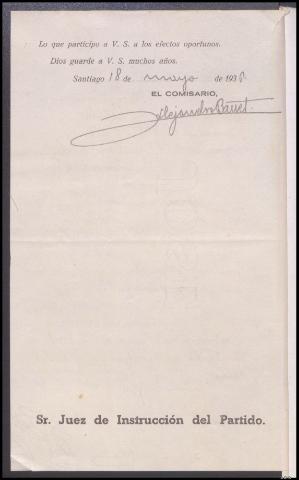 Lo que participo a V. S. a los efectos oportunos.
Dios guarde a V. S. muchos años.
Santiago 18 de mayo de 1938.
EL COMISARIO,
Alejandro
Sr. Juez de Instrucción del Partido.